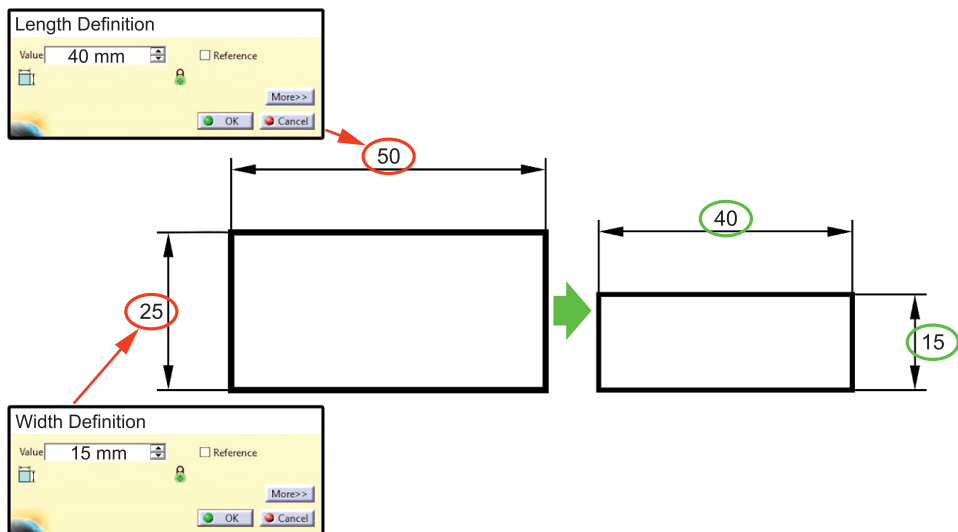 Length Definition
Value 40 mm Reference
More>>
OK Cancel
50
40
25
15
Width Definition
Value 15 mm Reference
More>>
OK Cancel